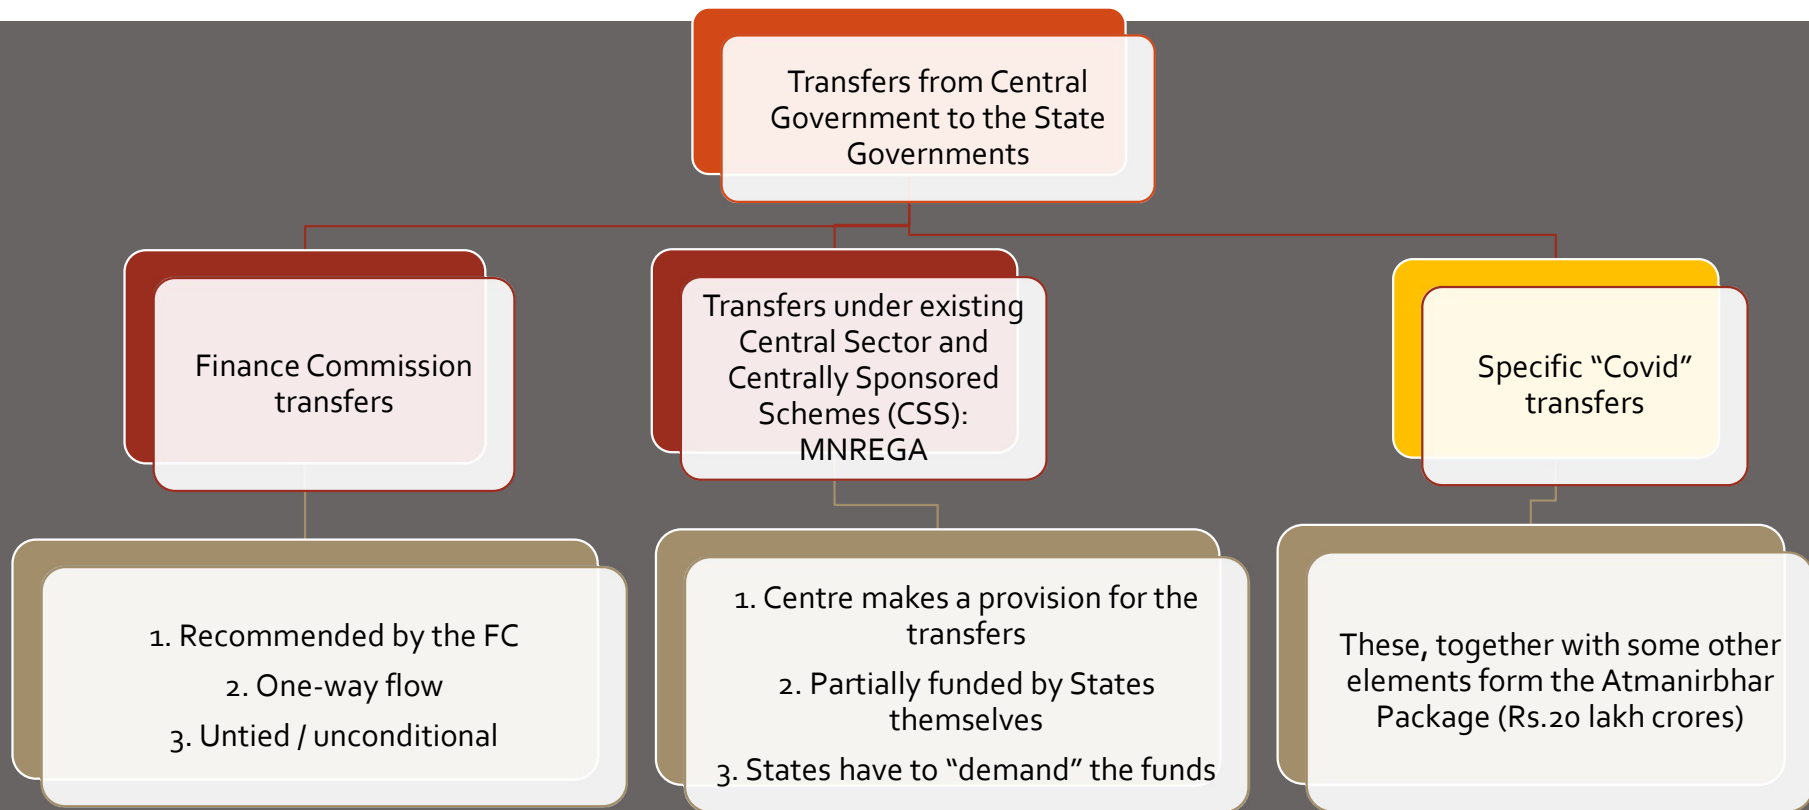 Transfers from Central
Government to the State
Governments
Finance Commission
transfers
Transfers under existing
Central Sector and
Centrally Sponsored
Schemes (CSS):
MNREGA
Specific “Covid”
transfers
1. Recommended by the FC
2. One-way flow
3. Untied / unconditional
1. Centre makes a provision for the
transfers
2. Partially funded by States
themselves
3. States have to “demand” the funds
These, together with some other
elements form the Atmanirbhar
Package (Rs.20 lakh crores)